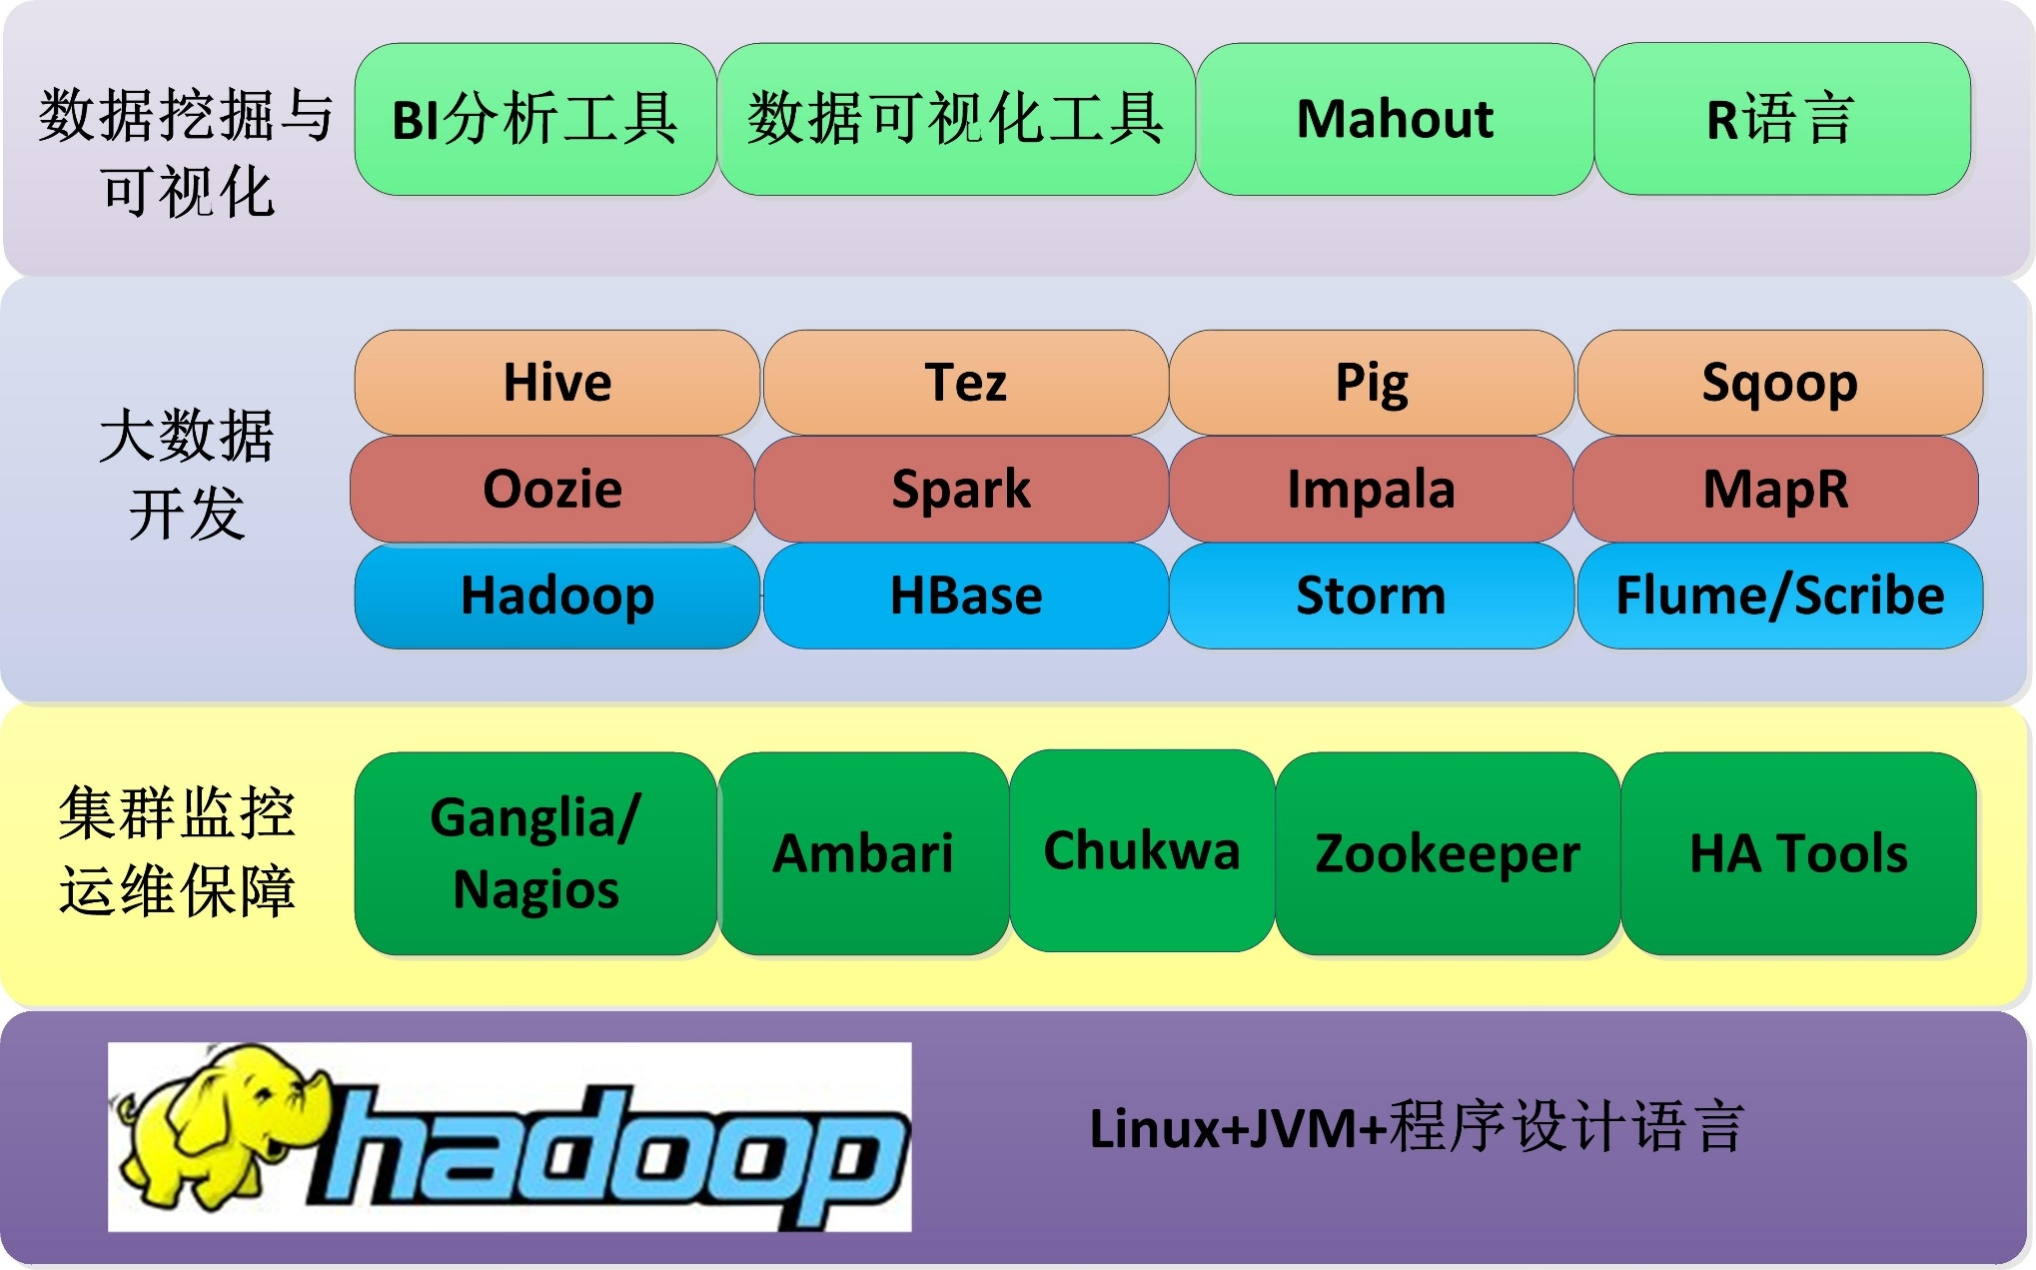 数据挖掘与
可视化
BI分析工具
数据可视化工具
Mahout
R语言
大数据
开发
Hive
Tez
Pig
Sqoop
Oozie
Spark
Impala
MapR
Hadoop
HBase
Storm
Flume/Scribe
集群监控
运维保障
Ganglia/
Nagios
Ambari
Chukwa
Zookeeper
HA Tools
hadoop
Linux+JVM+程序设计语言